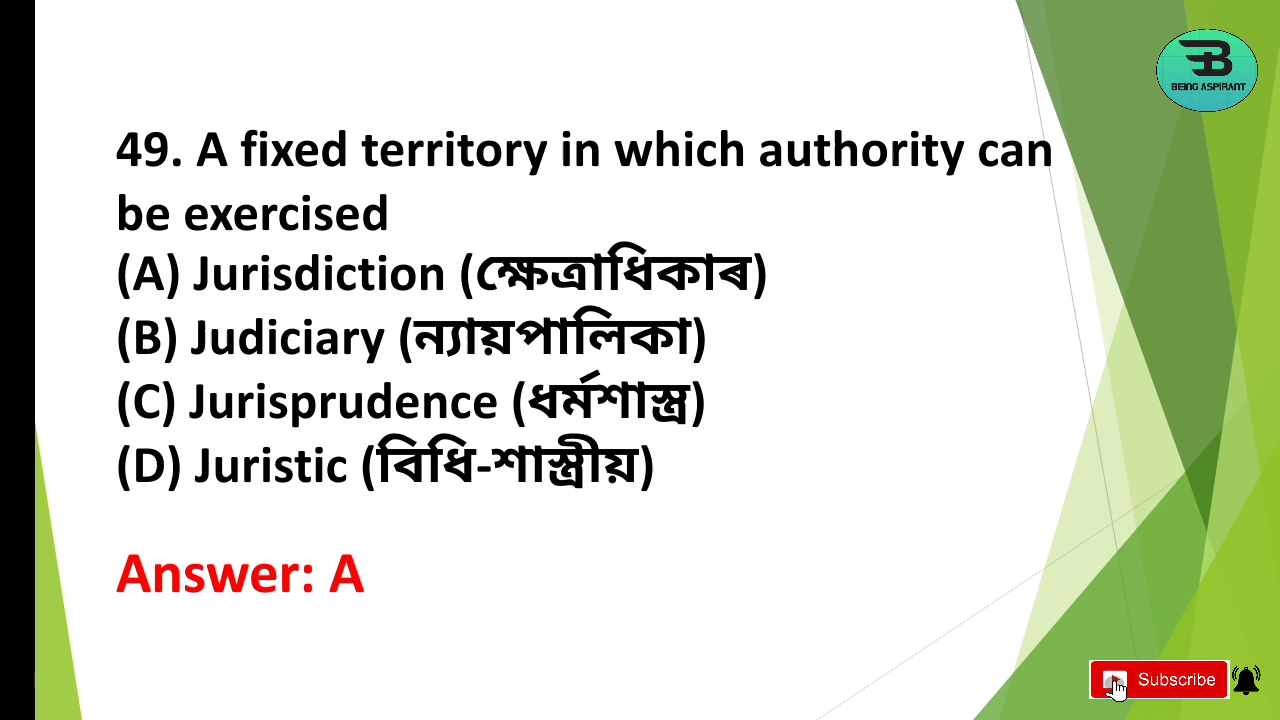 BEING ASPIRANT
49. A fixed territory in which authority can
be exercised
(A) Jurisdiction (ক্ষেত্ৰাধিকাৰ)
(B) Judiciary (ন্যায়পালিকা)
(C) Jurisprudence (ধৰ্মশাস্ত্ৰ)
(D) Juristic (বিধি-শাস্ত্ৰীয়)
Answer: A
Subscribe